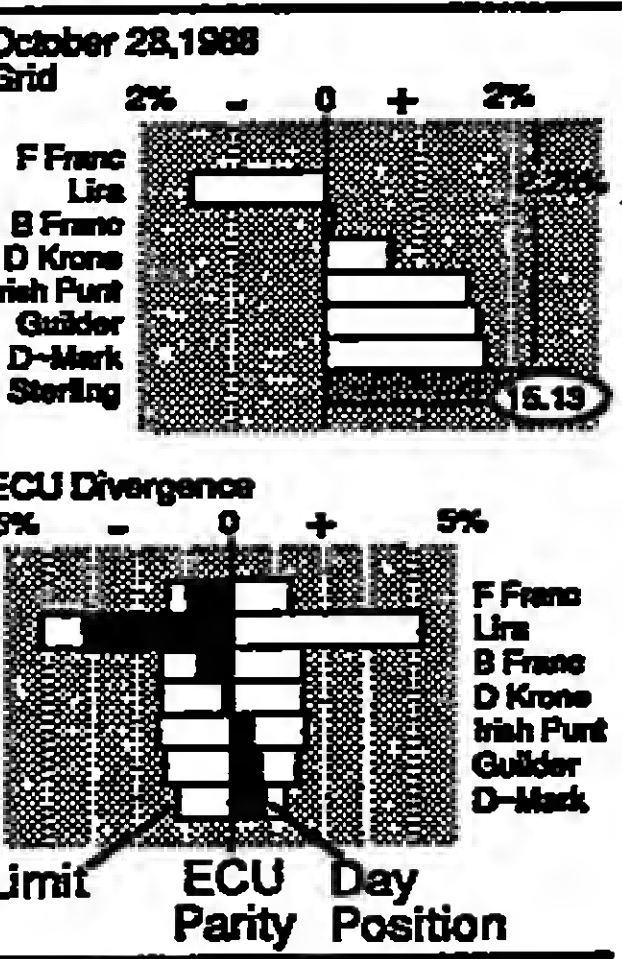 October 28, 1988
Grid
2% - 0 + 2%
F Franc
Lira
B Franc
D Krone
Irish Punt
Guilder
D-Mark
Sterling
15.13
ECU Divergence
5% - 0 + 5%
F Franc
Lira
B Franc
D Krone
Irish Punt
Guilder
D-Mark
Limit
ECU Parity
Day Position